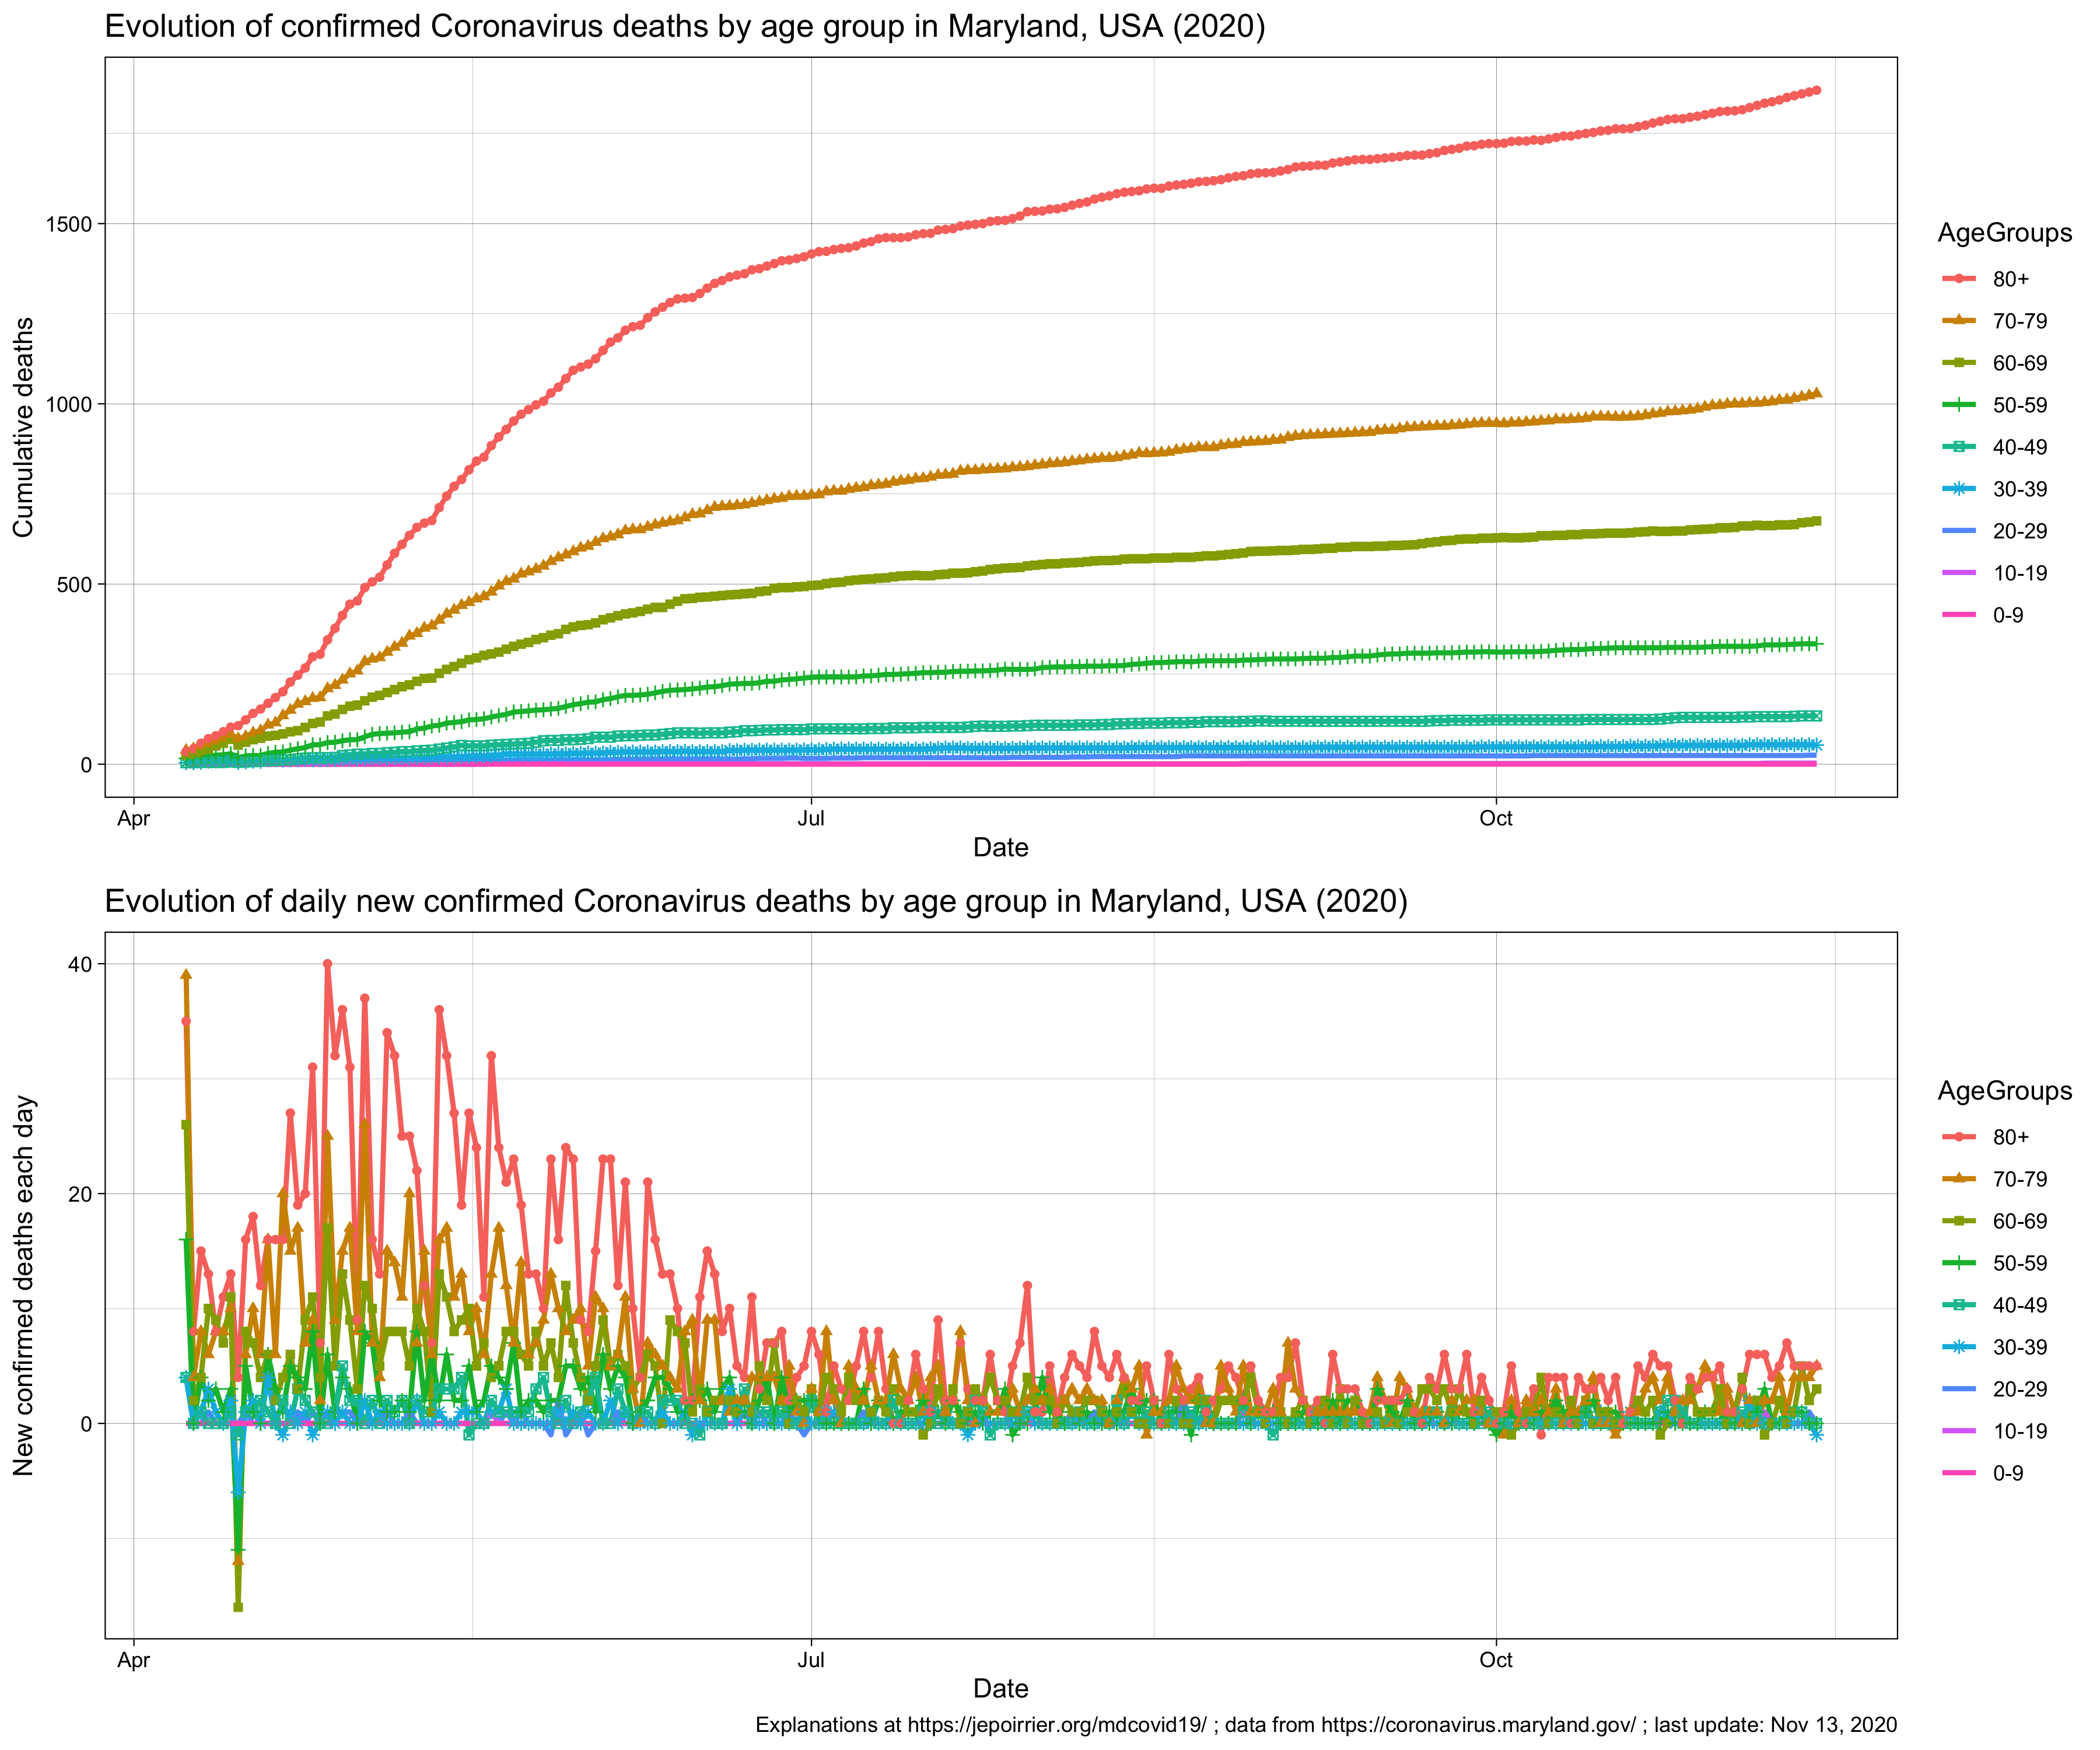 Evolution of confirmed Coronavirus deaths by age group in Maryland, USA (2020)
Cumulative deaths
1500
1000
500
0
Apr
Jul
Oct
Date
AgeGroups
80+
70-79
60-69
50-59
40-49
30-39
20-29
10-19
0-9
Evolution of daily new confirmed Coronavirus deaths by age group in Maryland, USA (2020)
New confirmed deaths each day
40
20
0
Apr
Jul
Oct
Date
AgeGroups
80+
70-79
60-69
50-59
40-49
30-39
20-29
10-19
0-9
Explanations at https://jepoirrier.org/mdcovid19/ ; data from https://coronavirus.maryland.gov/ ; last update: Nov 13, 2020